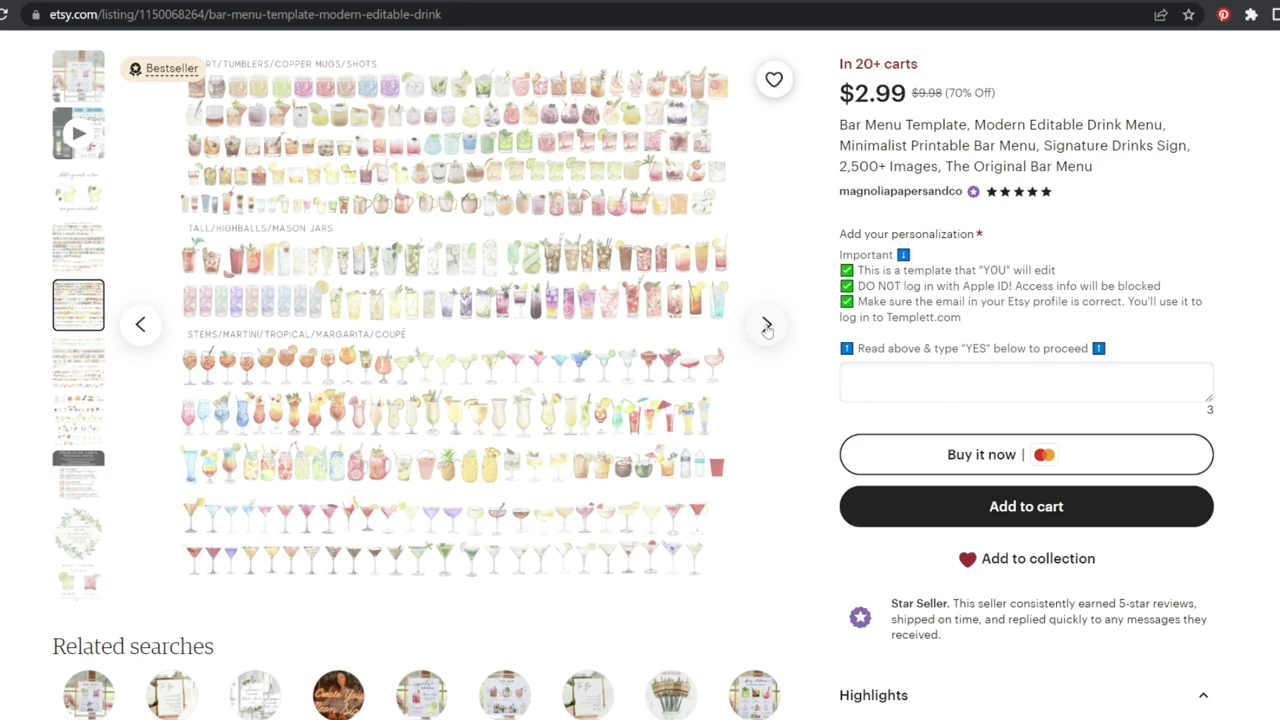 etsy.com/listing/1150068264/bar-menu-template-modern-editable-drink
Bestseller
RT/TUMBLERS/COPPER MUGS/SHOTS
TALL/HIGHBALLS/MASON JARS
STEMS/MARTINI/TROPICAL/MARGARITA/COUPÉ
In 20+ carts
$2.99 $9.98 (70% Off)
Bar Menu Template, Modern Editable Drink Menu,
Minimalist Printable Bar Menu, Signature Drinks Sign,
2,500+ Images, The Original Bar Menu
magnoliapapersandco
Add your personalization *
Important
This is a template that "YOU" will edit
DO NOT log in with Apple ID! Access info will be blocked
Make sure the email in your Etsy profile is correct. You'll use it to
log in to Templett.com
Read above & type "YES" below to proceed
3
Buy it now |
Add to cart
Add to collection
Star Seller. This seller consistently earned 5-star reviews,
shipped on time, and replied quickly to any messages they
received.
Related searches
Highlights